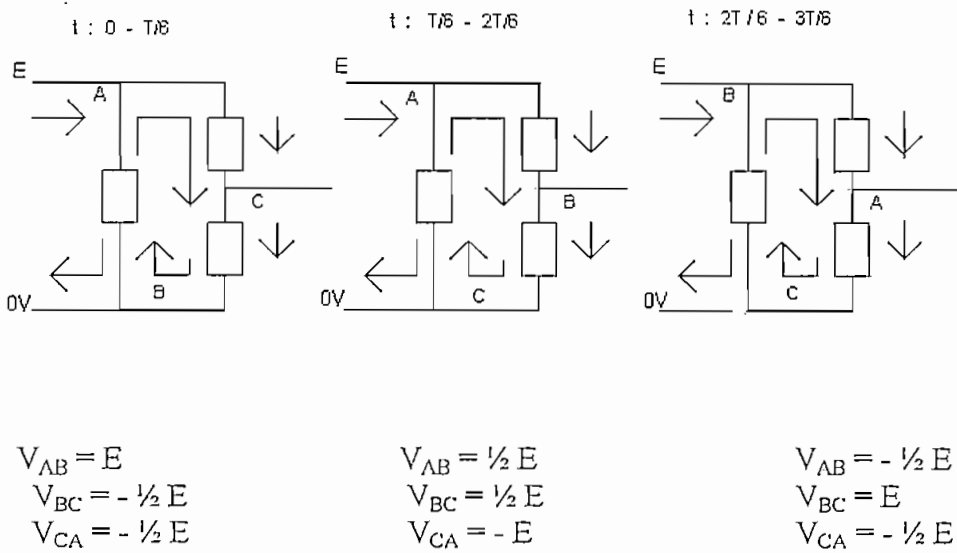 t : 0 - T/6
t : T/6 - 2T/6
t : 2T/6 - 3T/6
E
A
C
B
0V
E
A
B
C
0V
E
B
A
C
0V
V_AB = E
V_BC = - ½ E
V_CA = - ½ E
V_AB = ½ E
V_BC = ½ E
V_CA = - E
V_AB = - ½ E
V_BC = E
V_CA = - ½ E